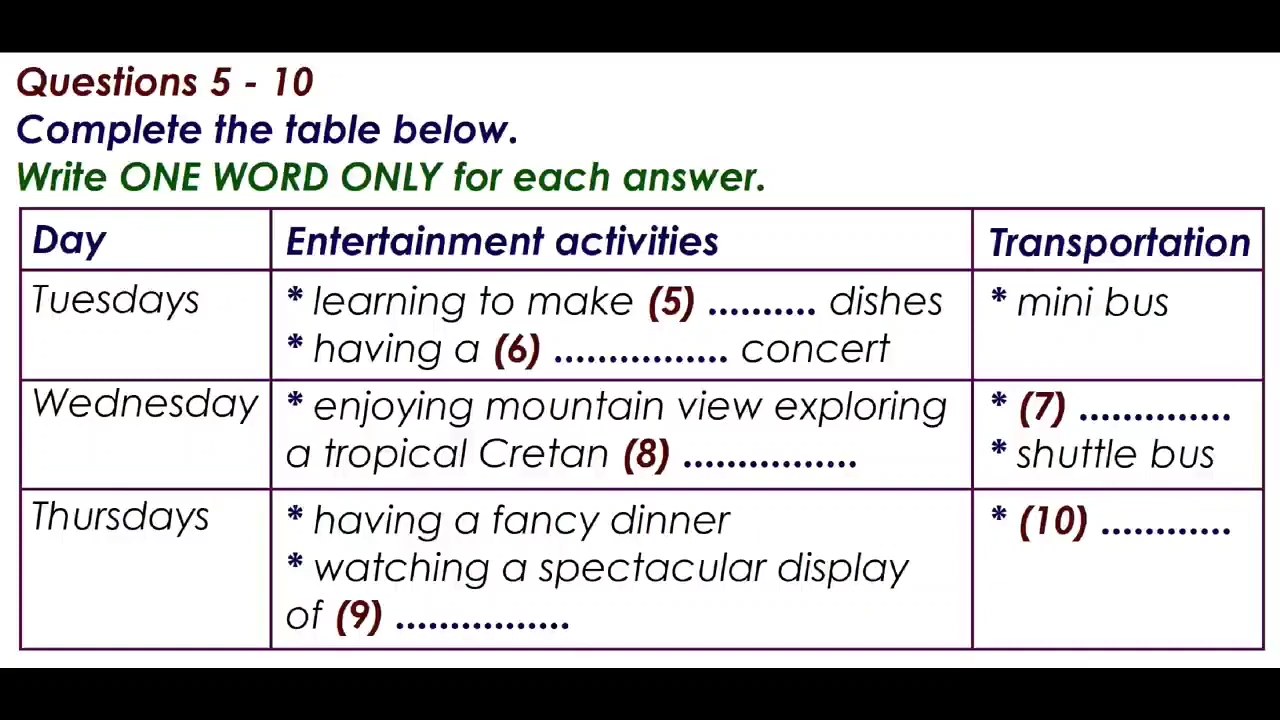 Questions 5 - 10
Complete the table below.
Write ONE WORD ONLY for each answer.
Day Entertainment activities Transportation
Tuesdays * learning to make (5) .......... dishes * mini bus
* having a (6) ................ concert
Wednesday * enjoying mountain view exploring * (7) ..............
a tropical Cretan (8) ................ * shuttle bus
Thursdays * having a fancy dinner * (10) ............
* watching a spectacular display
of (9) ................